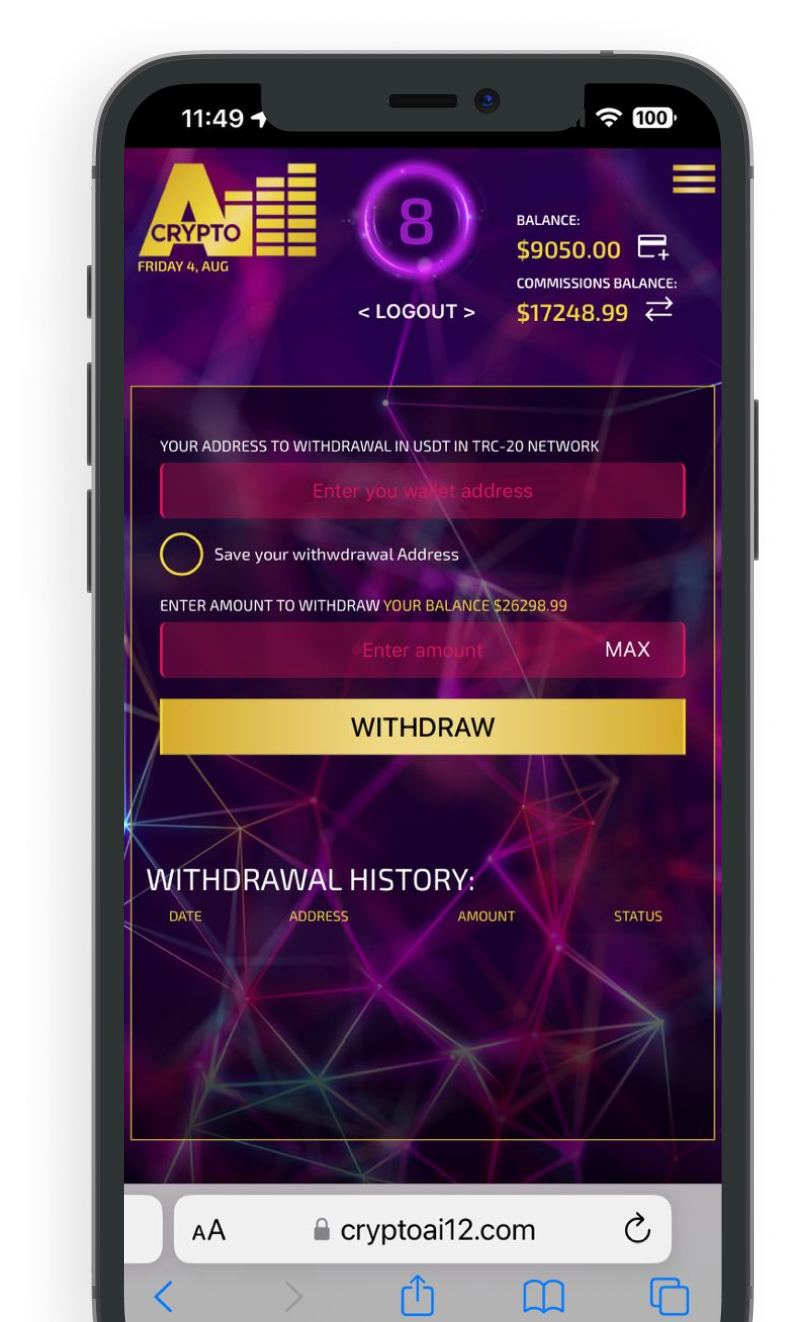 11:49
100
AI
CRYPTO
FRIDAY 4, AUG
8
< LOGOUT >
BALANCE:
$9050.00
COMMISSIONS BALANCE:
$17248.99
YOUR ADDRESS TO WITHDRAWAL IN USDT IN TRC-20 NETWORK
Enter you wallet address
Save your withwdrawal Address
ENTER AMOUNT TO WITHDRAW YOUR BALANCE $26298.99
Enter amount MAX
WITHDRAW
WITHDRAWAL HISTORY:
DATE ADDRESS AMOUNT STATUS
AA cryptoai12.com